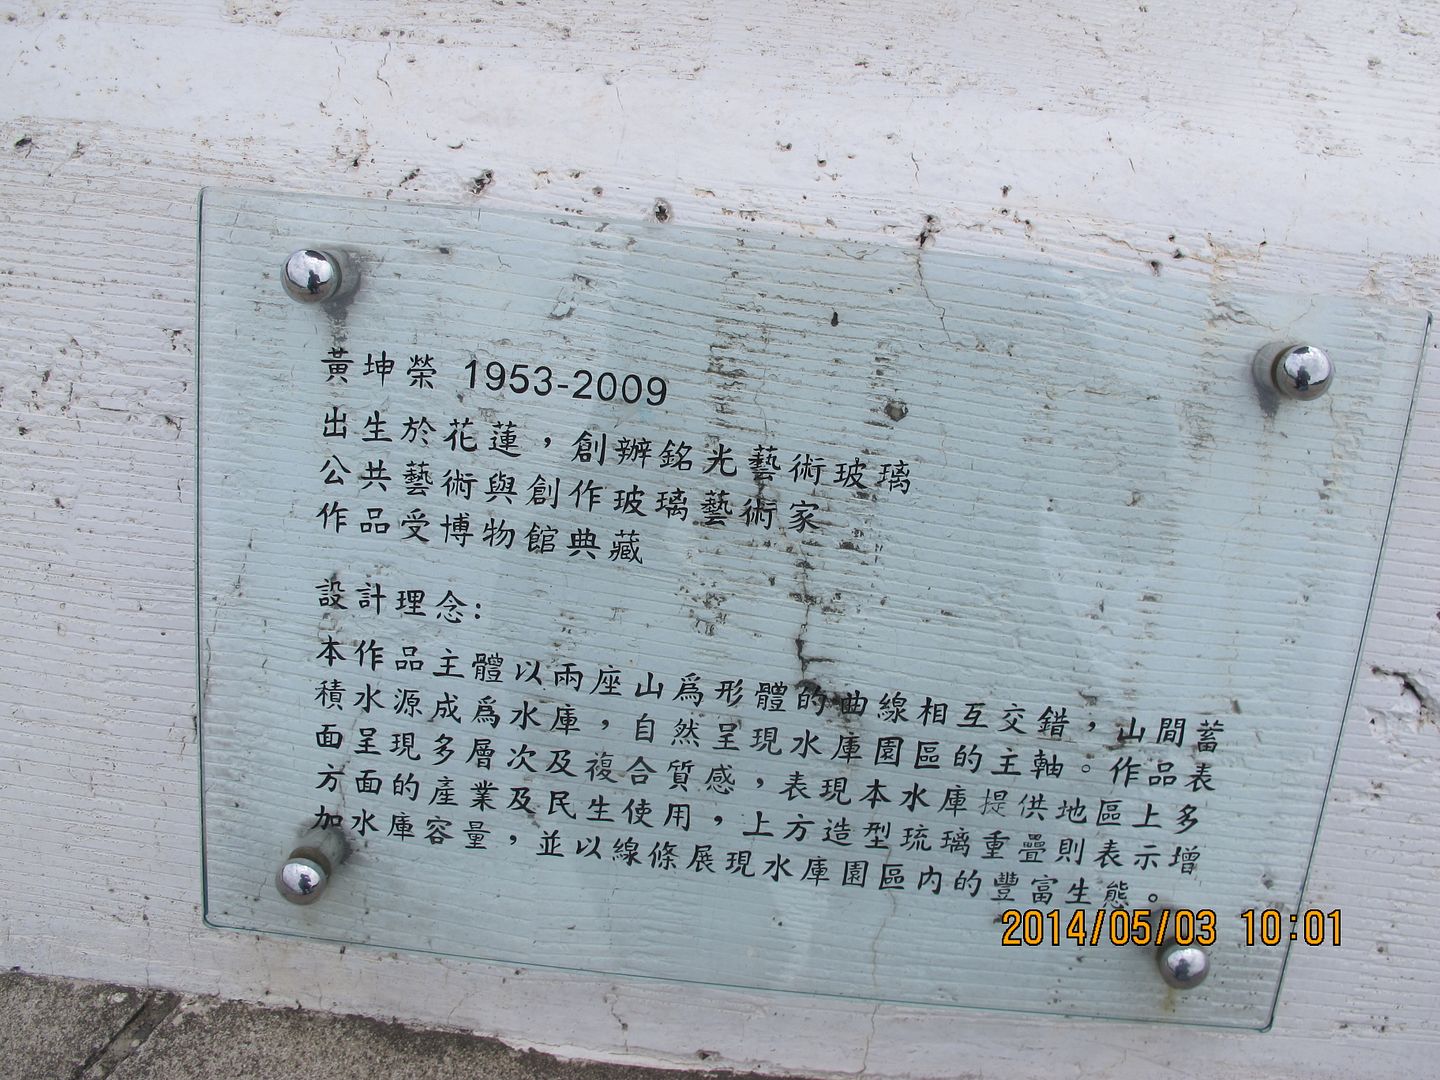 黃坤榮 1953-2009
出生於花蓮，創辦銘光藝術玻璃
公共藝術與創作玻璃藝術家
作品受博物館典藏
設計理念:
本作品主體以兩座山為形體的曲線相互交錯，山間蓄
積水源成為水庫，自然呈現水庫園區的主軸。作品表
面呈現多層次及複合質感，表現本水庫提供地區上多
方面的產業及民生使用，上方造型琉璃重疊則表示增
加水庫容量，並以線條展現水庫園區內的豐富生態。
2014/05/03 10:01